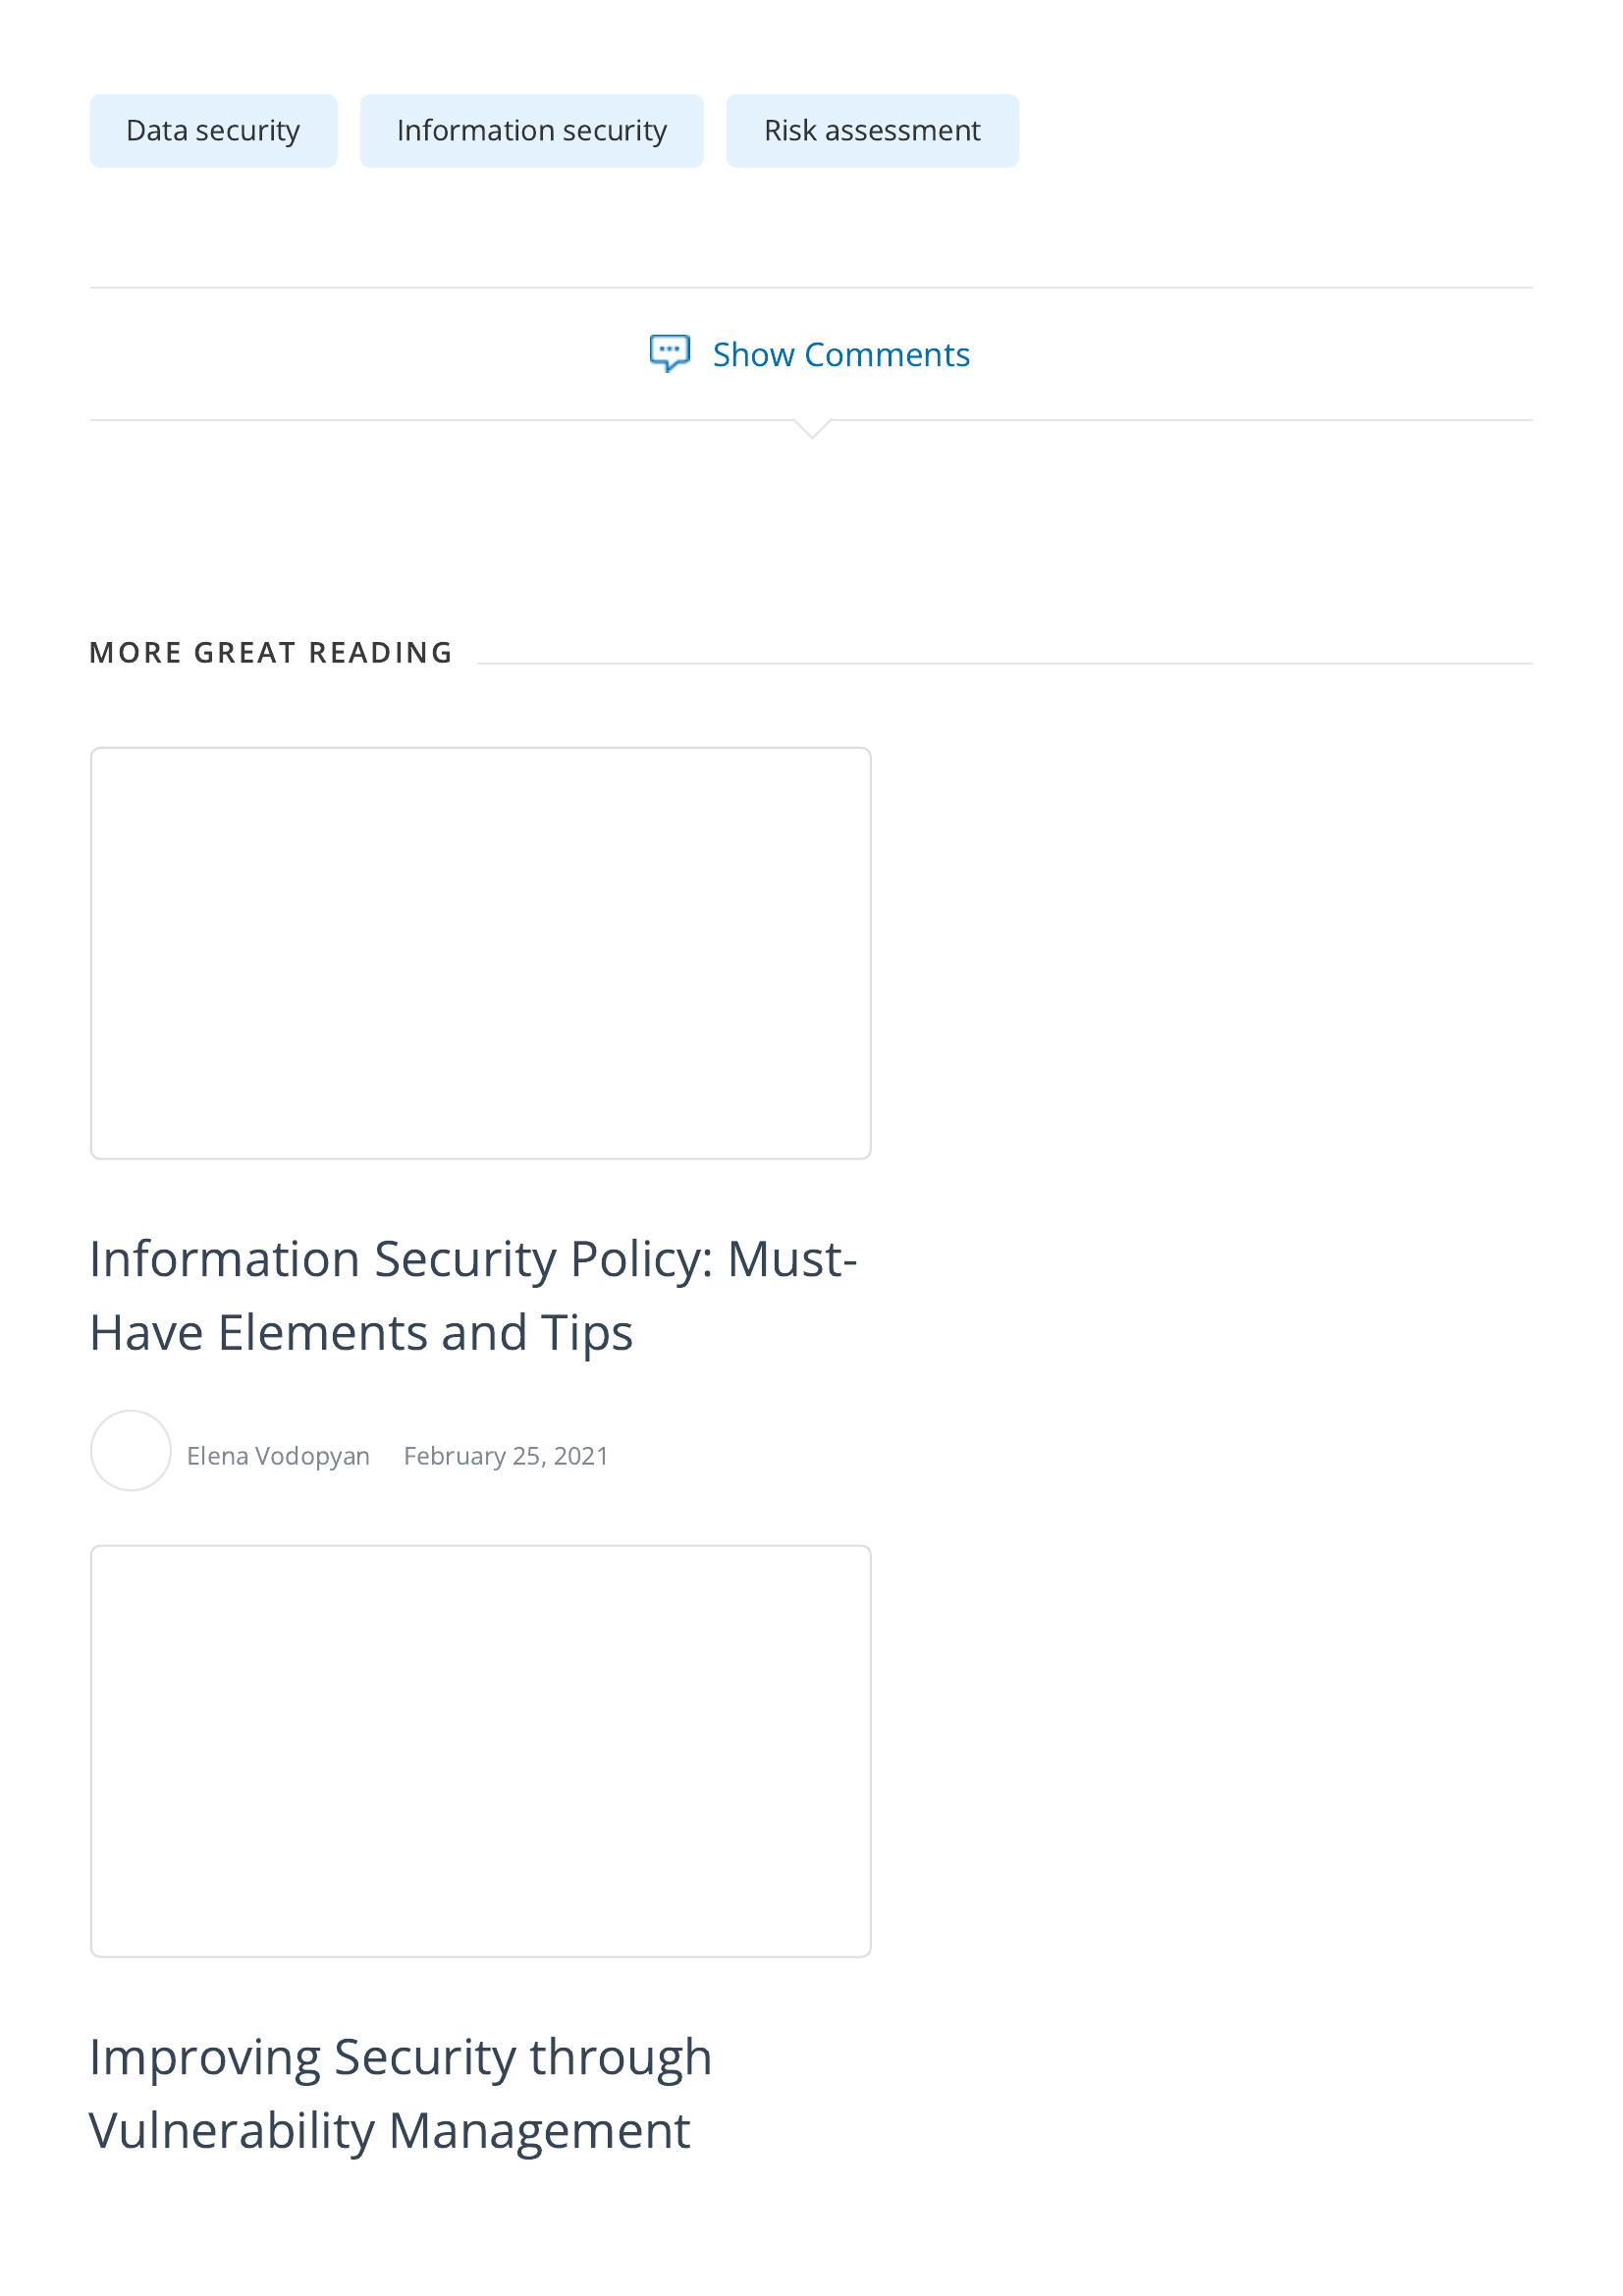 Data security Information security Risk assessment
Show Comments
MORE GREAT READING
Information Security Policy: Must-
Have Elements and Tips
Elena Vodopyan February 25, 2021
Improving Security through
Vulnerability Management